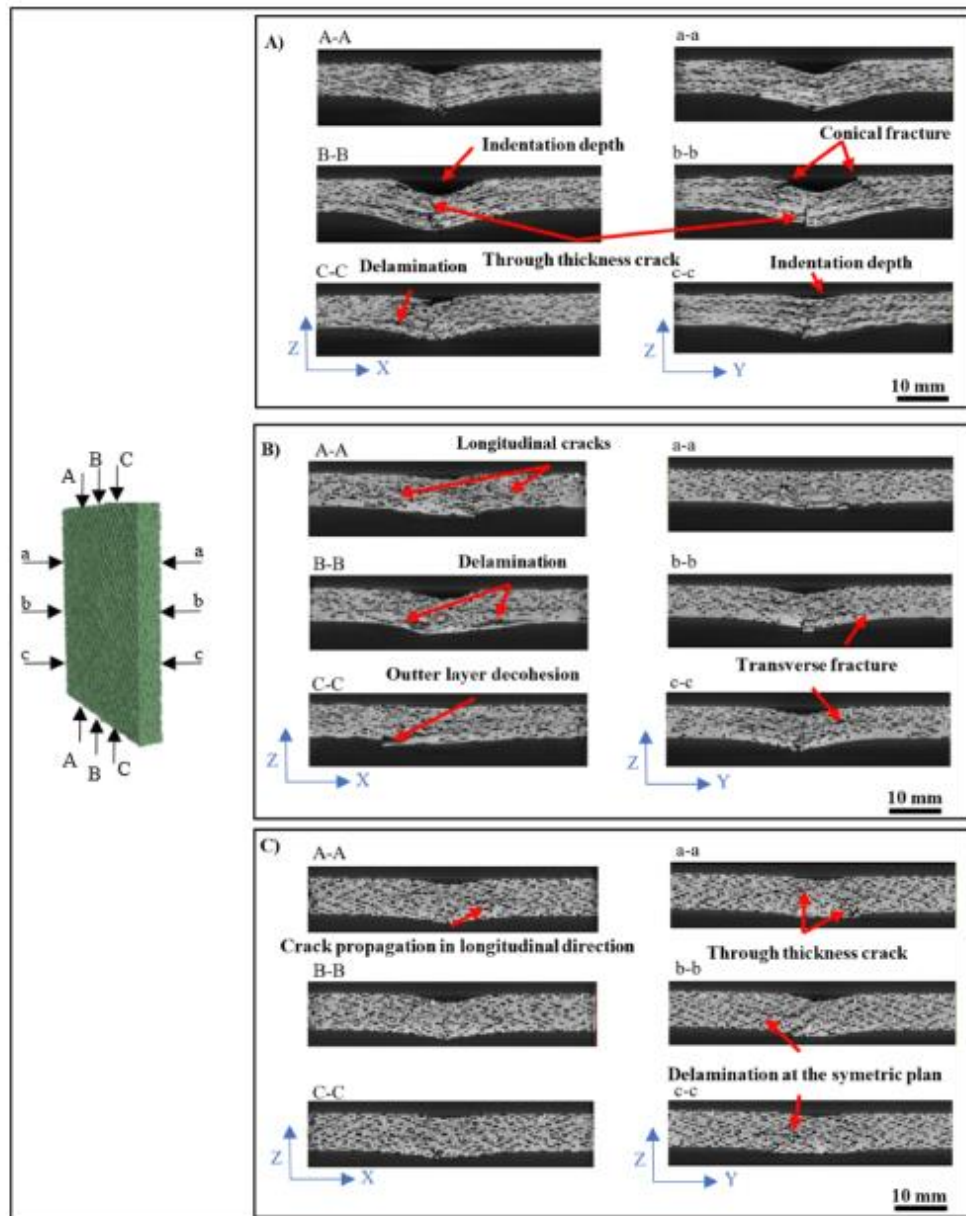 A)
A-A
a-a
Indentation depth
Conical fracture
B-B
b-b
Through thickness crack
Delamination
Indentation depth
C-C
c-c
Z
X
Z
Y
10 mm
A
B
C
a
a
b
b
c
c
A
B
C
B)
Longitudinal cracks
A-A
a-a
B-B
Delamination
b-b
Outter layer decohesion
Transverse fracture
C-C
c-c
Z
X
Z
Y
10 mm
C)
A-A
a-a
Crack propagation in longitudinal direction
Through thickness crack
B-B
b-b
Delamination at the symetric plan
C-C
c-c
Z
X
Z
Y
10 mm